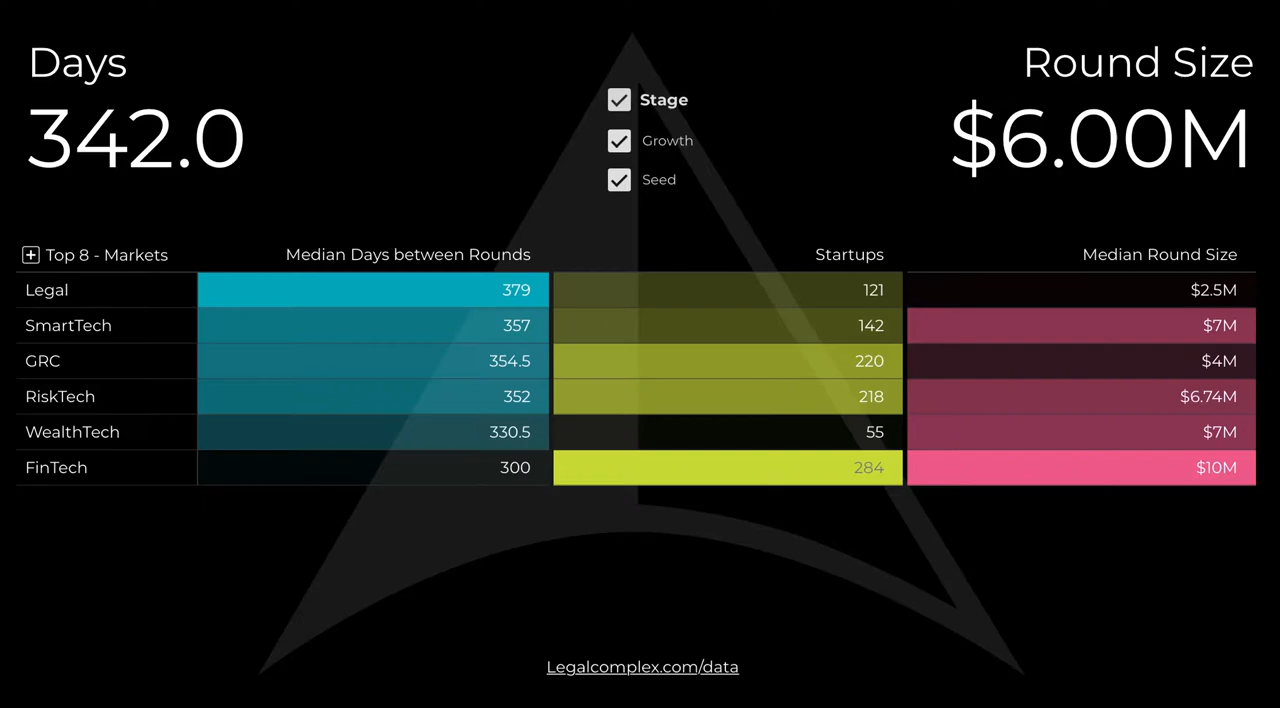 Days
342.0
Stage
Growth
Seed
Round Size
$6.00M
Top 8 - Markets Median Days between Rounds Startups Median Round Size
Legal 379 121 $2.5M
SmartTech 357 142 $7M
GRC 354.5 220 $4M
RiskTech 352 218 $6.74M
WealthTech 330.5 55 $7M
FinTech 300 284 $10M
Legalcomplex.com/data